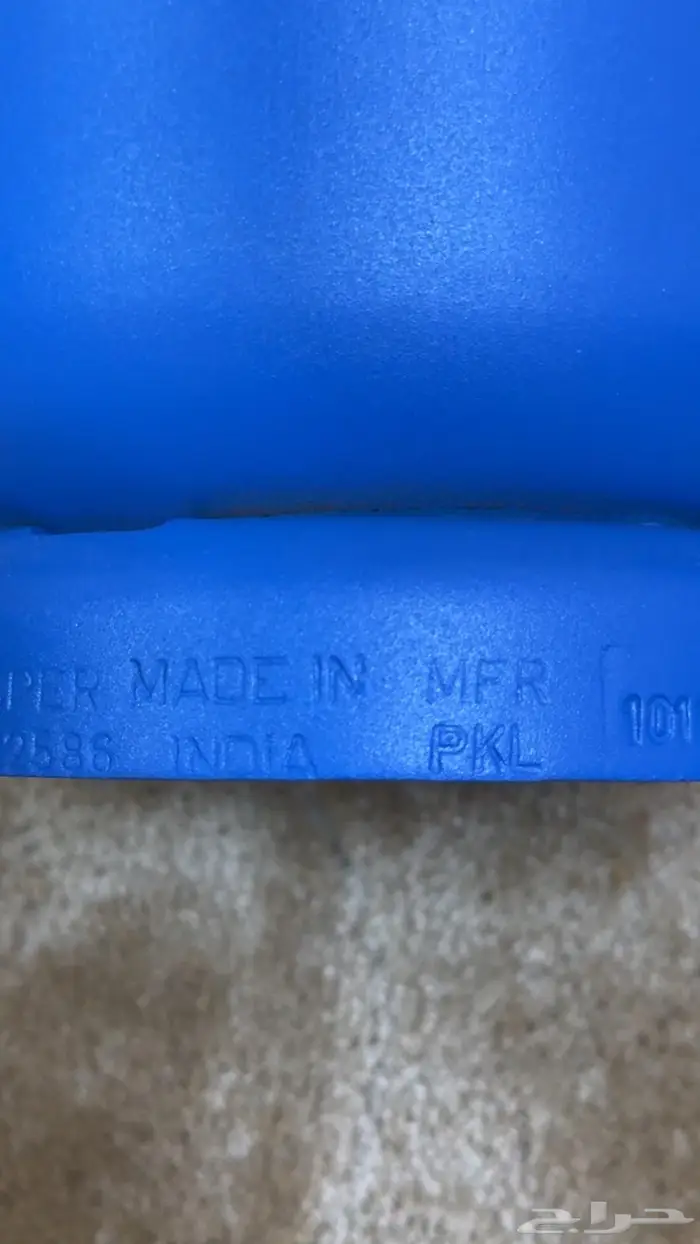 PER MADE IN MFR
2586 INDIA PKL
101
حراج